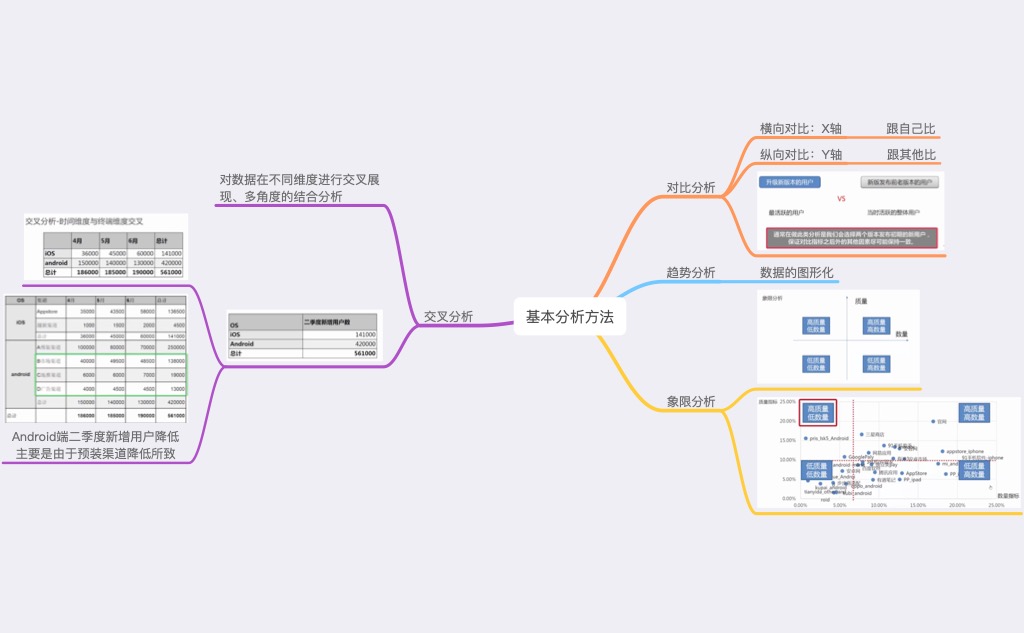 基本分析方法
对比分析
横向对比：X轴 跟自己比
纵向对比：Y轴 跟其他比
升级新版本的用户
新版发布前老版本的用户
VS
最活跃的用户
当时活跃的整体用户
通常在做此类分析是我们会选择两个版本发布初期的新用户，
保证对比指标之后外的其他因素尽可能保持一致。
趋势分析
数据的图形化
象限分析
象限分析
质量
高质量
低数量
高质量
高数量
数量
低质量
低数量
低质量
高数量
质量指标
25.00%
高质量
低数量
高质量
高数量
20.00%
官网
三星商店
15.00%
pris_hk5_Android
appstore_iphone
GooglePaly
10.00%
低质量
低数量
低质量
高数量
AppStore
PP_ipad
5.00%
0.00%
数量指标
0.00% 5.00% 10.00% 15.00% 20.00% 25.00%
交叉分析
对数据在不同维度进行交叉展
现、多角度的结合分析
OS 二季度新增用户数
iOS 141000
Android 420000
总计 561000
交叉分析-时间维度与终端维度交叉
4月 5月 6月 总计
iOS 36000 45000 60000 141000
android 150000 140000 130000 420000
总计 186000 185000 190000 561000
OS 渠道 4月 5月 6月 总计
iOS Appstore 35000 43500 58000 136500
1000 1500 2000 4500
总计 36000 45000 60000 141000
android 100000 80000 70000 250000
40000 48500 48500 138000
6000 6000 7000 19000
4000 4500 4500 13000
总计 150000 140000 130000 420000
总计 186000 185000 190000 561000
Android端二季度新增用户降低
主要是由于预装渠道降低所致